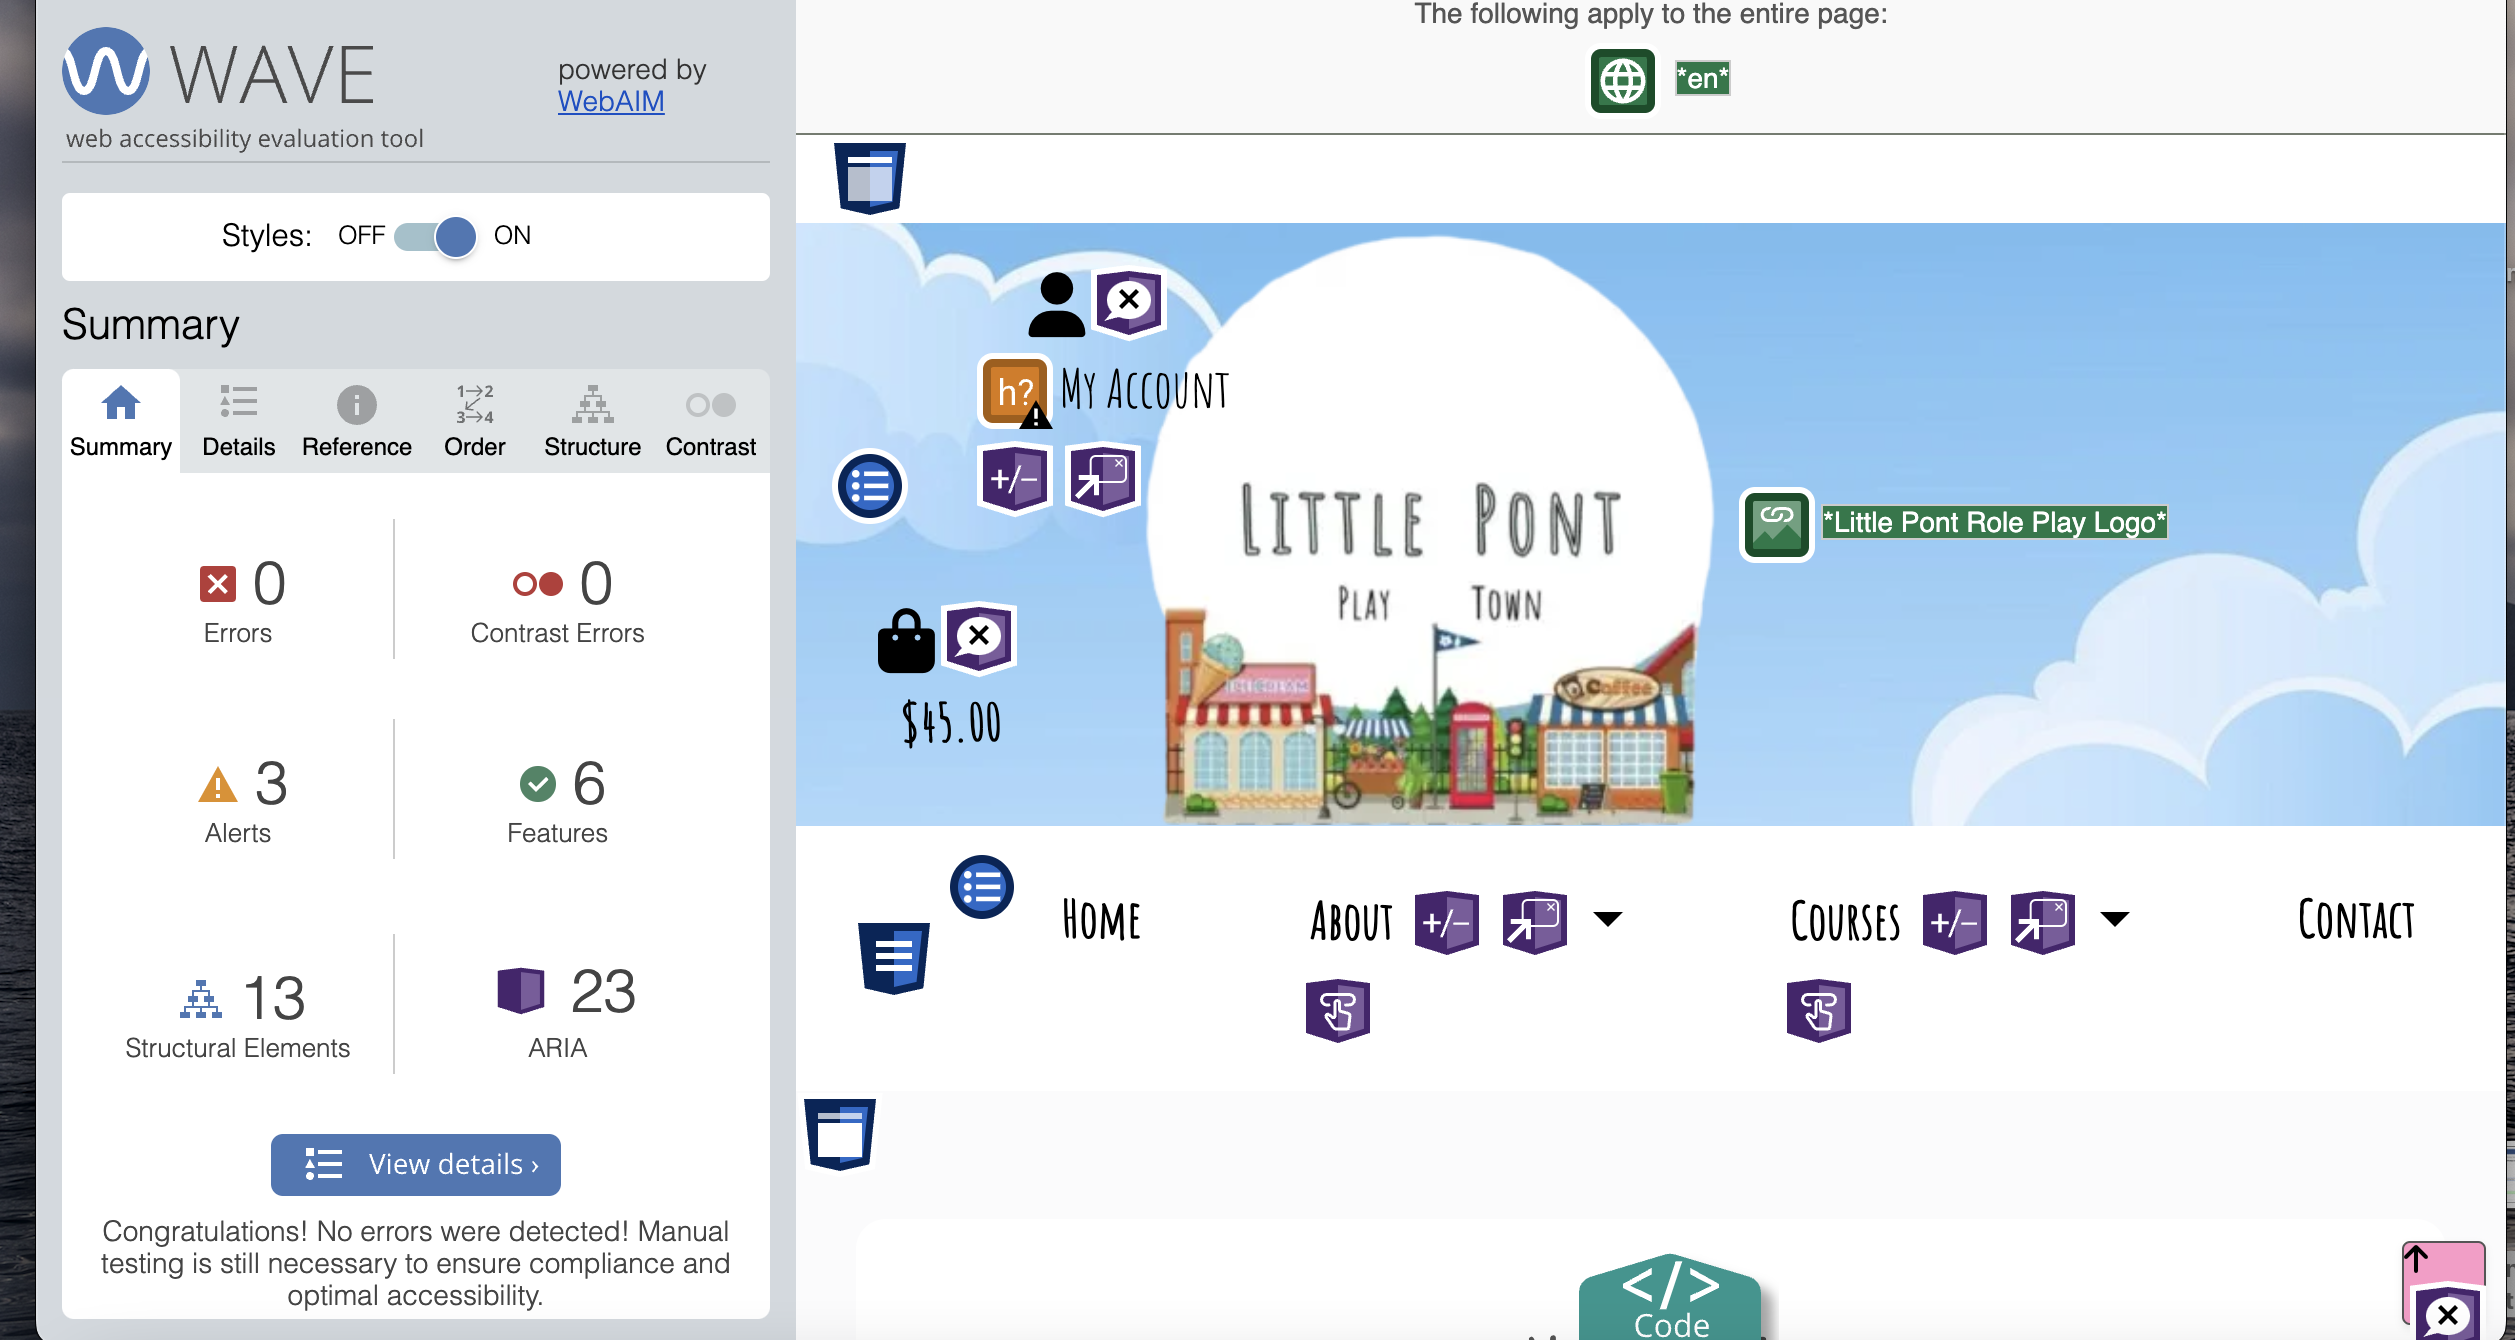 WAVE
powered by
WebAIM
web accessibility evaluation tool
Styles: OFF ON
Summary
Summary Details Reference Order Structure Contrast
0
Errors
0
Contrast Errors
3
Alerts
6
Features
13
Structural Elements
23
ARIA
View details ›
Congratulations! No errors were detected! Manual
testing is still necessary to ensure compliance and
optimal accessibility.
The following apply to the entire page:
*en*
h? My Account
+/−
Little Pont
Play Town
*Little Pont Role Play Logo*
Coffee
$45.00
Home About +/− Courses +/− Contact
</>
Code